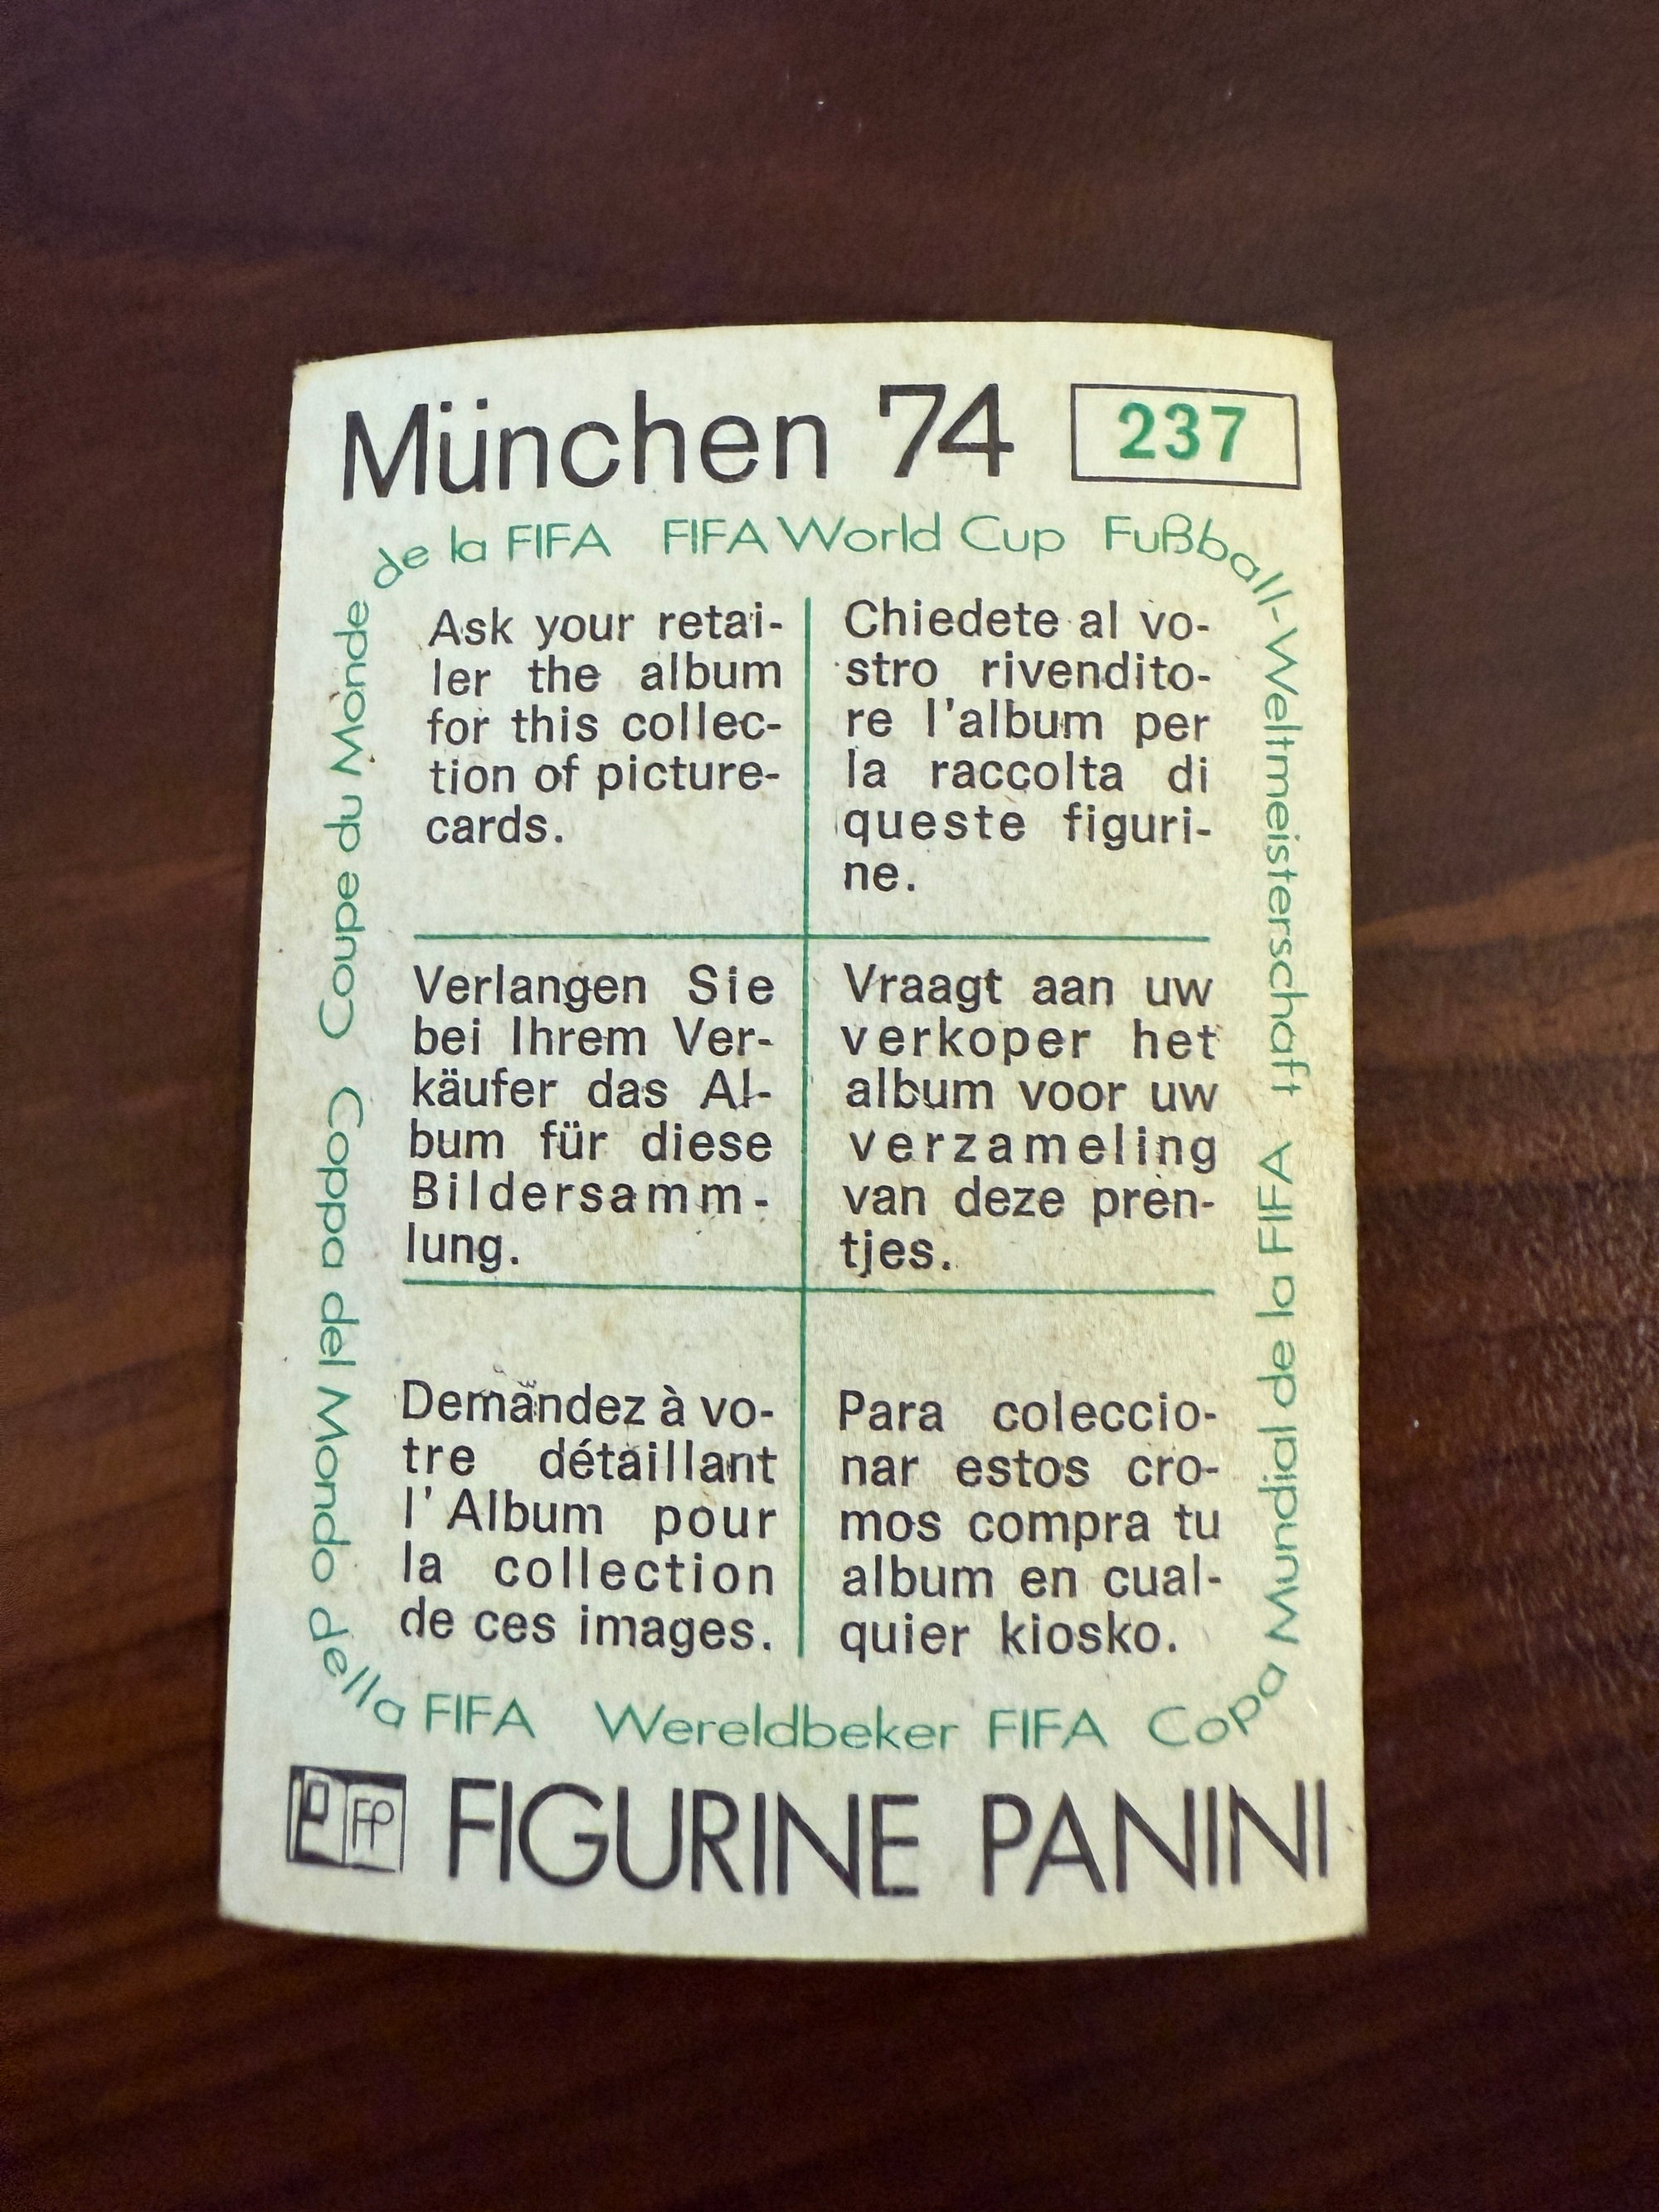 München 74
237
Coupe du Monde de la FIFA
FIFA World Cup
Fußball-Weltmeisterschaft
Ask your retai-
ler the album
for this collec-
tion of picture-
cards.
Chiedete al vo-
stro rivendito-
re l'album per
la raccolta di
queste figuri-
ne.
Verlangen Sie
bei Ihrem Ver-
käufer das Al-
bum für diese
Bildersamm-
lung.
Vraagt aan uw
verkoper het
album voor uw
verzameling
van deze pren-
tjes.
Demandez à vo-
tre détaillant
l'Album pour
la collection
de ces images.
Para coleccio-
nar estos cro-
mos compra tu
album en cual-
quier kiosko.
Coppa del Mondo della FIFA
Wereldbeker FIFA
Copa Mundial de la FIFA
FP
FIGURINE PANINI